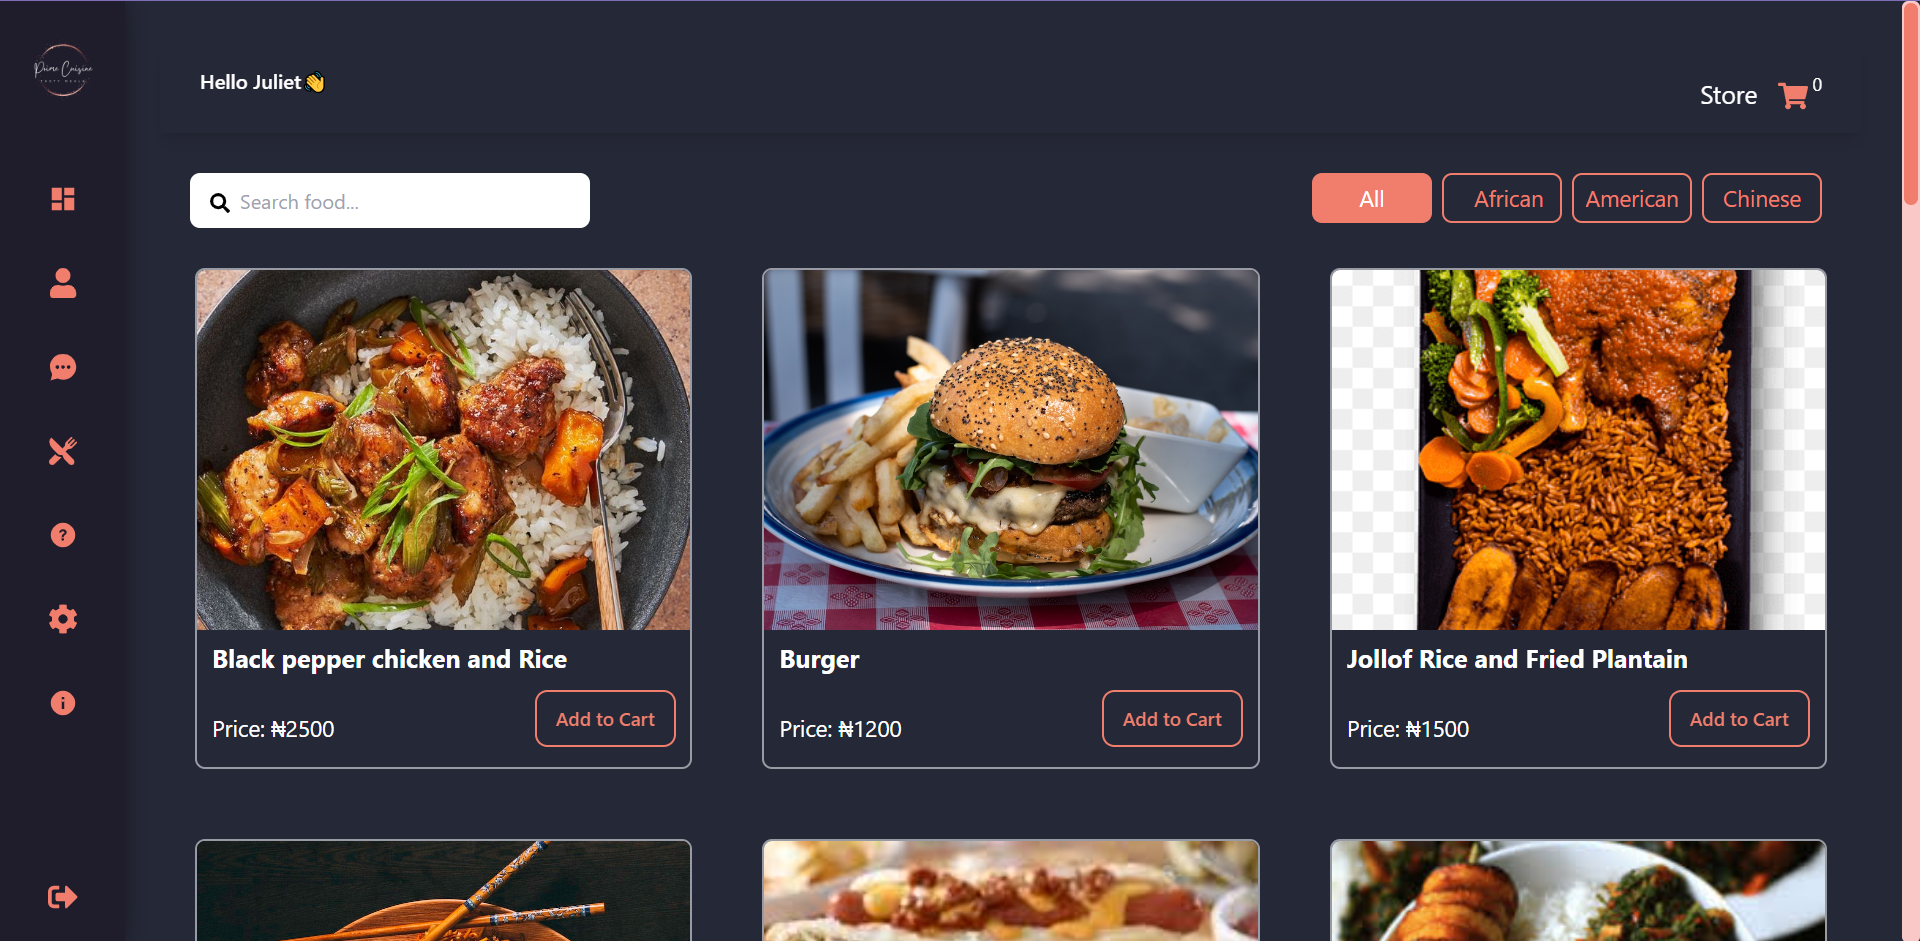 Prime Cuisine
TASTY MEALS
Hello Juliet👋
Store 0
Search food...
All African American Chinese
Black pepper chicken and Rice
Price: ₦2500
Add to Cart
Burger
Price: ₦1200
Add to Cart
Jollof Rice and Fried Plantain
Price: ₦1500
Add to Cart